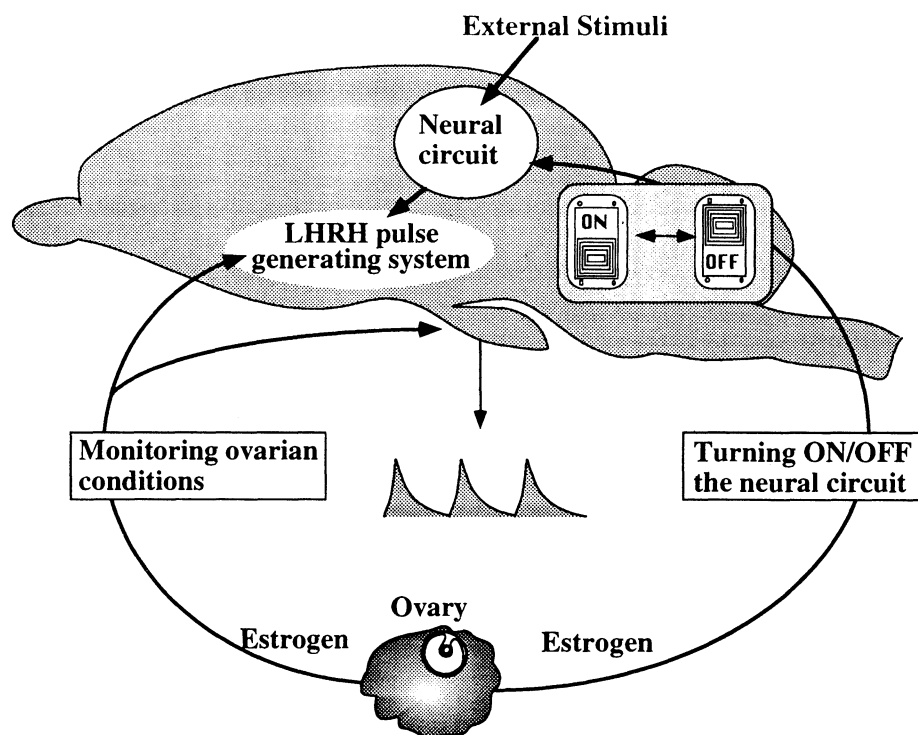 External Stimuli
Neural
circuit
LHRH pulse
generating system
ON
OFF
Monitoring ovarian
conditions
Turning ON/OFF
the neural circuit
Ovary
Estrogen
Estrogen